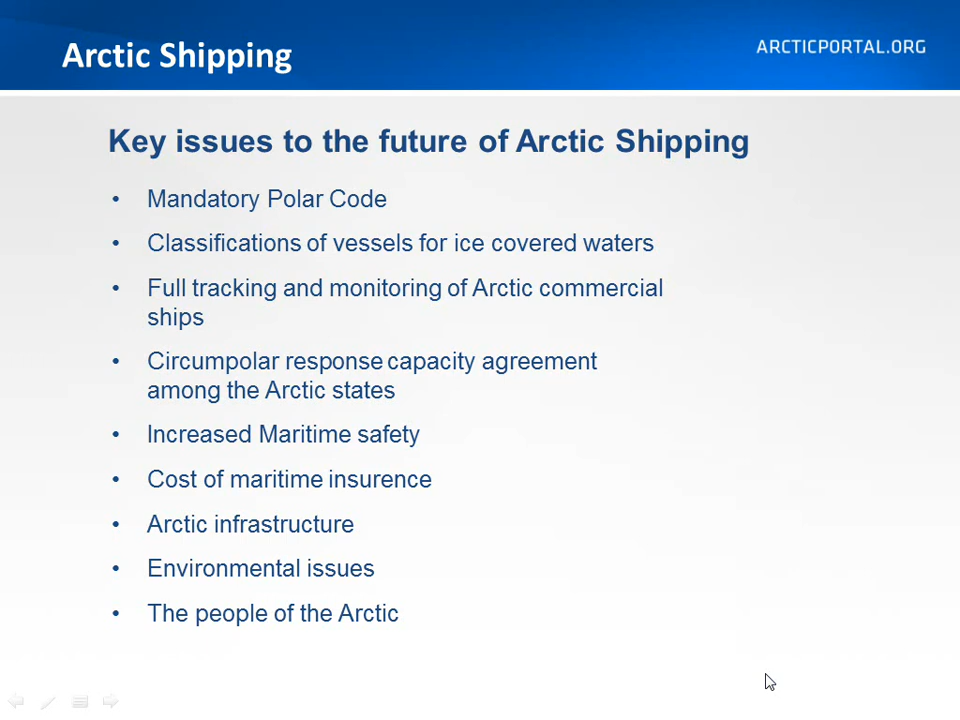 Arctic Shipping
ARCTICPORTAL.ORG
Key issues to the future of Arctic Shipping
• Mandatory Polar Code
• Classifications of vessels for ice covered waters
• Full tracking and monitoring of Arctic commercial
ships
• Circumpolar response capacity agreement
among the Arctic states
• Increased Maritime safety
• Cost of maritime insurence
• Arctic infrastructure
• Environmental issues
• The people of the Arctic